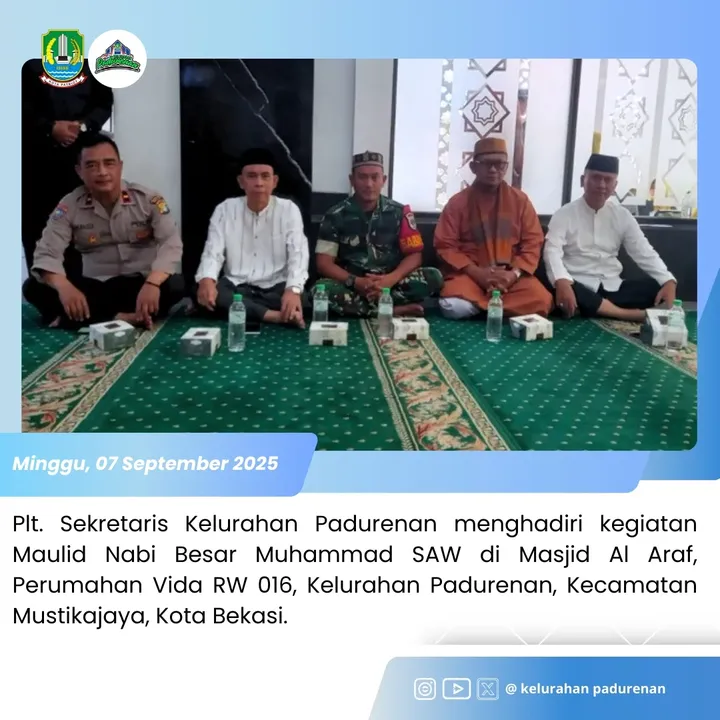 Minggu, 07 September 2025
Plt. Sekretaris Kelurahan Padurenan menghadiri kegiatan
Maulid Nabi Besar Muhammad SAW di Masjid Al Araf,
Perumahan Vida RW 016, Kelurahan Padurenan, Kecamatan
Mustikajaya, Kota Bekasi.
@ kelurahan padurenan